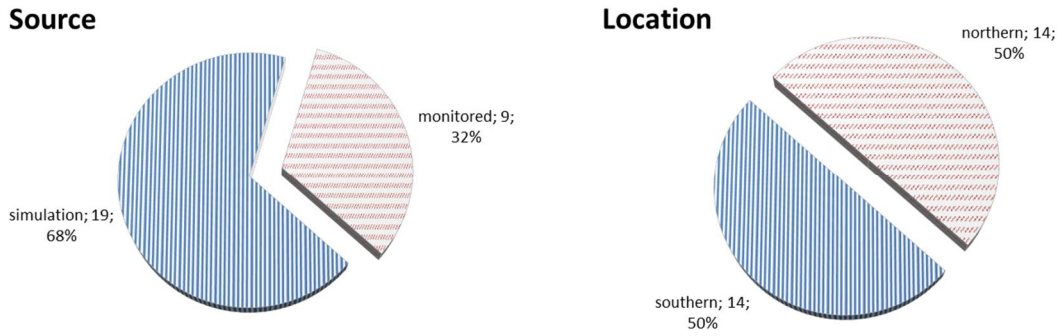 Source
monitored; 9;
32%
simulation; 19;
68%
Location
northern; 14;
50%
southern; 14;
50%